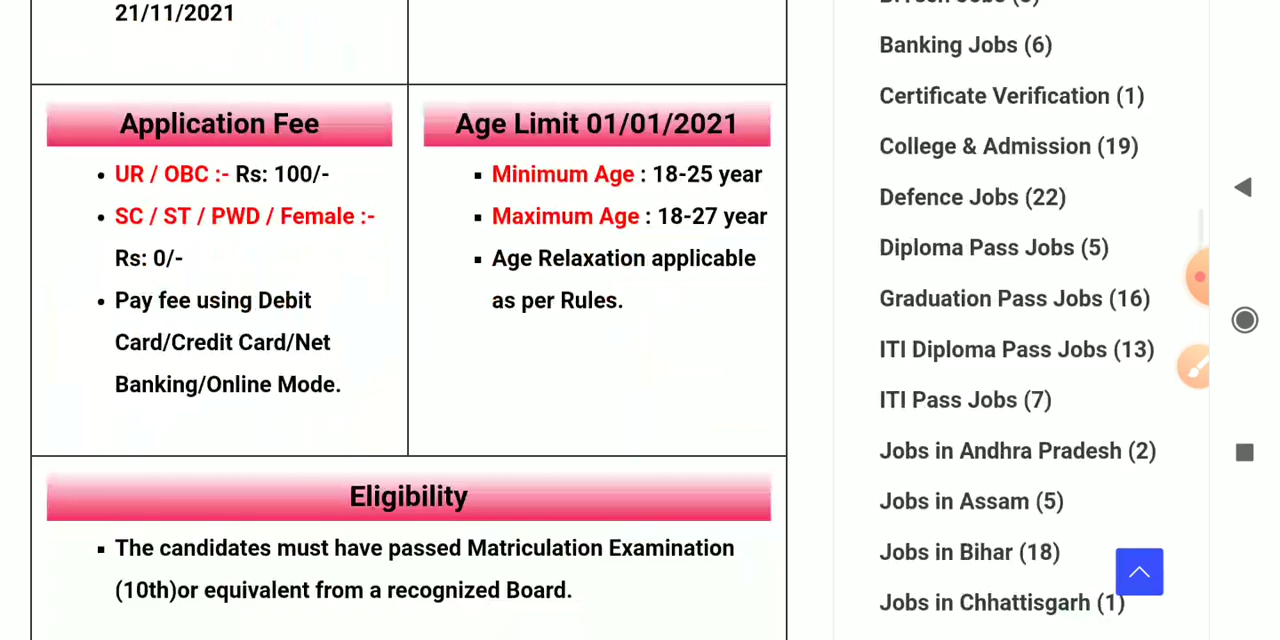 21/11/2021
Application Fee
UR / OBC :- Rs: 100/-
SC / ST / PWD / Female :-
Rs: 0/-
Pay fee using Debit
Card/Credit Card/Net
Banking/Online Mode.
Age Limit 01/01/2021
Minimum Age : 18-25 year
Maximum Age : 18-27 year
Age Relaxation applicable
as per Rules.
Eligibility
The candidates must have passed Matriculation Examination
(10th)or equivalent from a recognized Board.
Banking Jobs (6)
Certificate Verification (1)
College & Admission (19)
Defence Jobs (22)
Diploma Pass Jobs (5)
Graduation Pass Jobs (16)
ITI Diploma Pass Jobs (13)
ITI Pass Jobs (7)
Jobs in Andhra Pradesh (2)
Jobs in Assam (5)
Jobs in Bihar (18)
Jobs in Chhattisgarh (1)